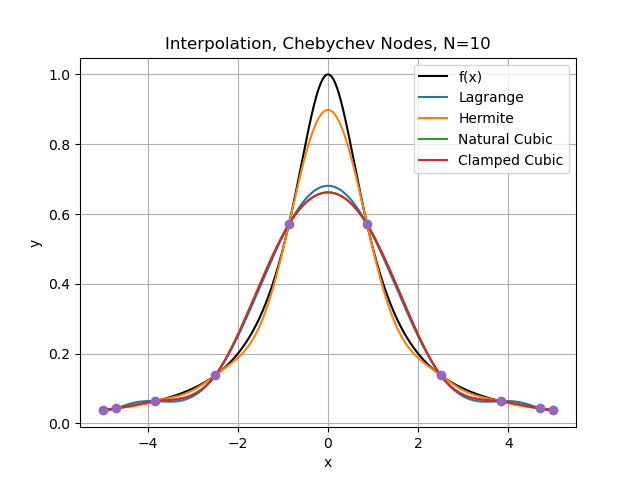 Interpolation, Chebychev Nodes, N=10
f(x)
Lagrange
Hermite
Natural Cubic
Clamped Cubic
1.0
0.8
0.6
0.4
0.2
0.0
y
−4 −2 0 2 4
x